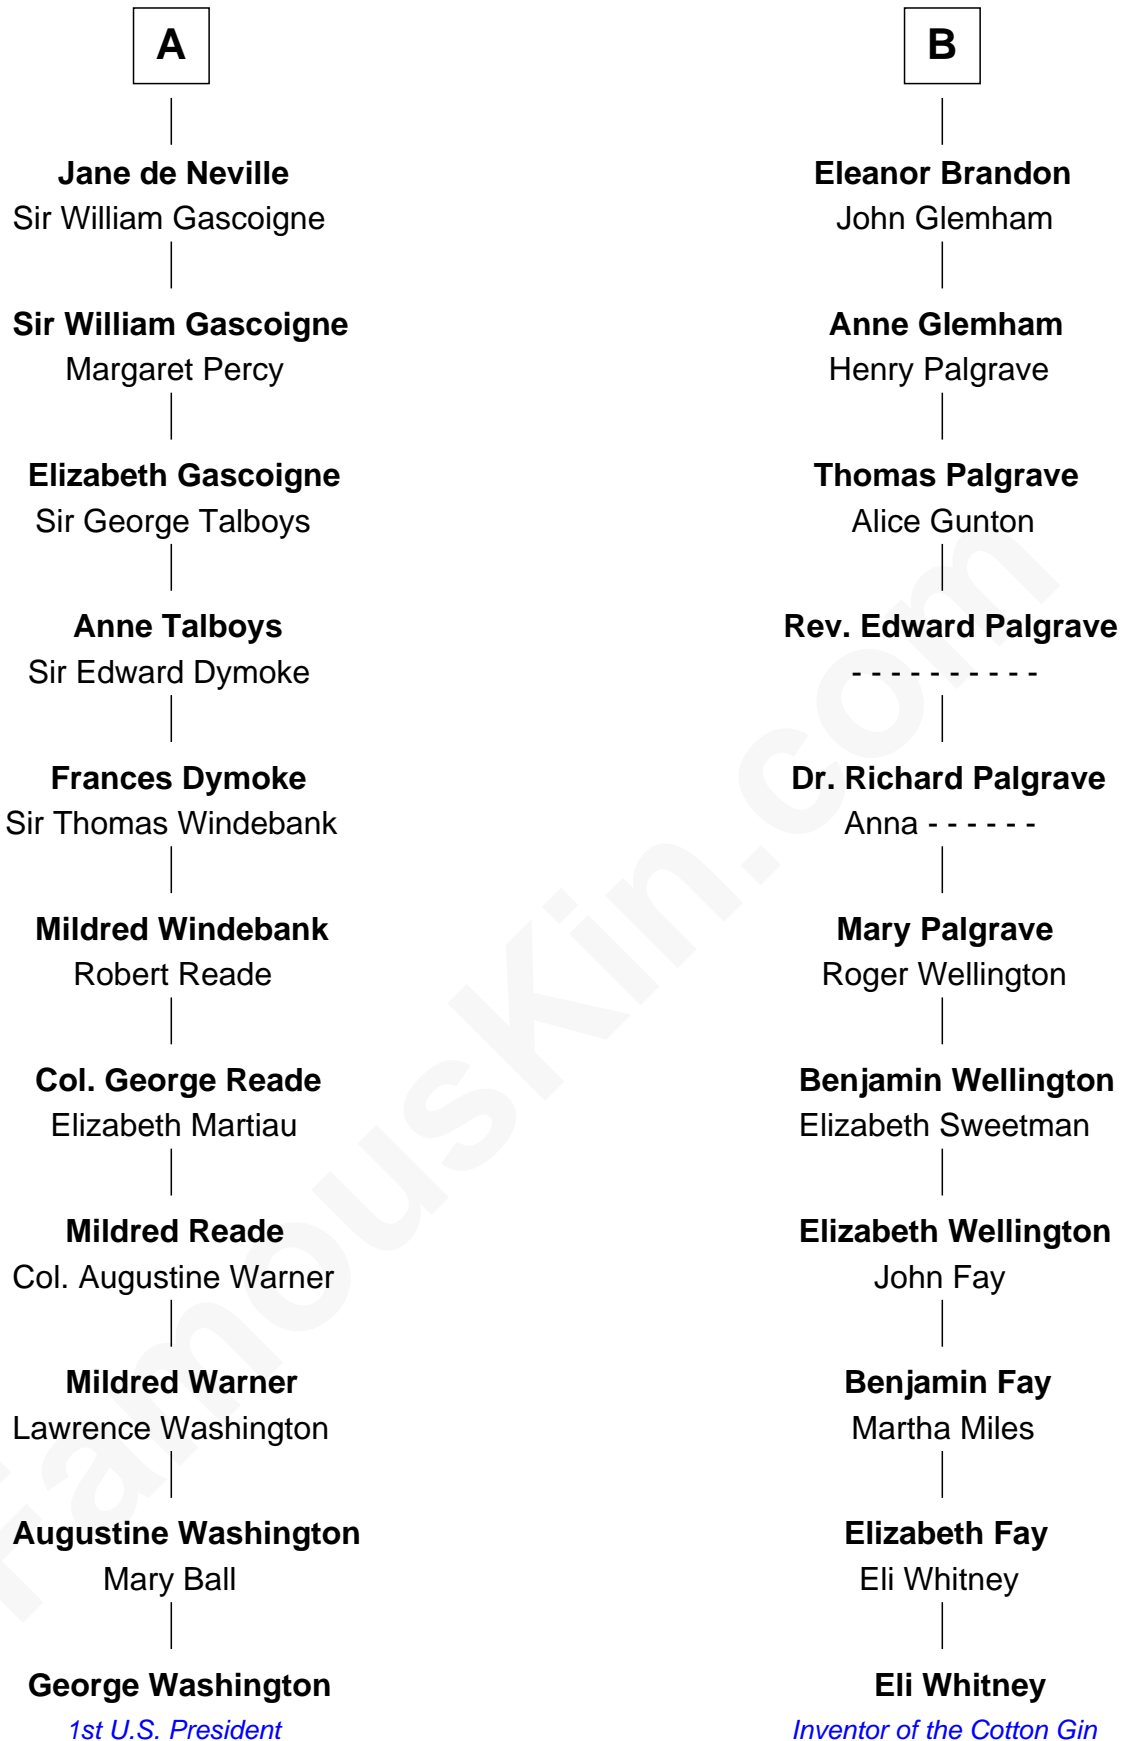 A
Jane de Neville
Sir William Gascoigne
Sir William Gascoigne
Margaret Percy
Elizabeth Gascoigne
Sir George Talboys
Anne Talboys
Sir Edward Dymoke
Frances Dymoke
Sir Thomas Windebank
Mildred Windebank
Robert Reade
Col. George Reade
Elizabeth Martiau
Mildred Reade
Col. Augustine Warner
Mildred Warner
Lawrence Washington
Augustine Washington
Mary Ball
George Washington
1st U.S. President
B
Eleanor Brandon
John Glemham
Anne Glemham
Henry Palgrave
Thomas Palgrave
Alice Gunton
Rev. Edward Palgrave
- - - - - - - - - -
Dr. Richard Palgrave
Anna - - - - - -
Mary Palgrave
Roger Wellington
Benjamin Wellington
Elizabeth Sweetman
Elizabeth Wellington
John Fay
Benjamin Fay
Martha Miles
Elizabeth Fay
Eli Whitney
Eli Whitney
Inventor of the Cotton Gin
FamousKin.com